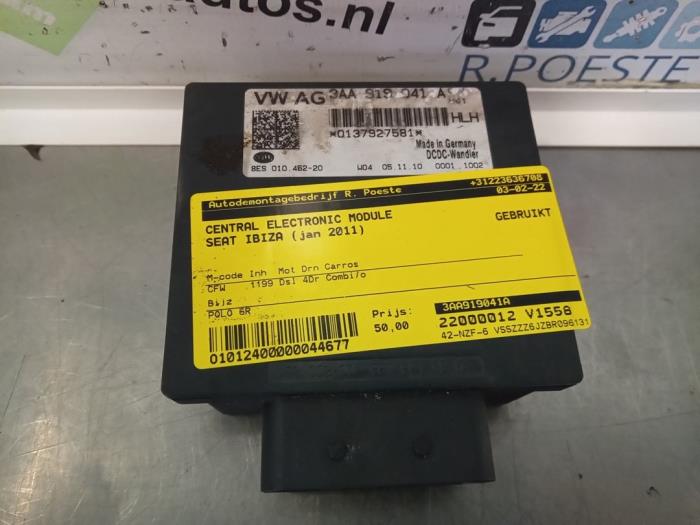 autos.nl
R.POESTE
VW AG 3AA 919 041 A
H01
HLH
*0137927581*
Made in Germany
DCDC-Wandler
8ES 010.462-20 W04 05.11.10 0001 1002
Autodemontagebedrijf R. Poeste +31223636708
03-02-22
CENTRAL ELECTRONIC MODULE GEBRUIKT
SEAT IBIZA (jan 2011)
M.code Inh Mot Drn Carros
CFW 1199 Dsl 4Dr Combi/o
Bijz
POLO 6R
Prijs:
50,00
3AA919041A
22000012 V1558
42-NZF-6 VSSZZZ6JZBR096131
01012400000044677